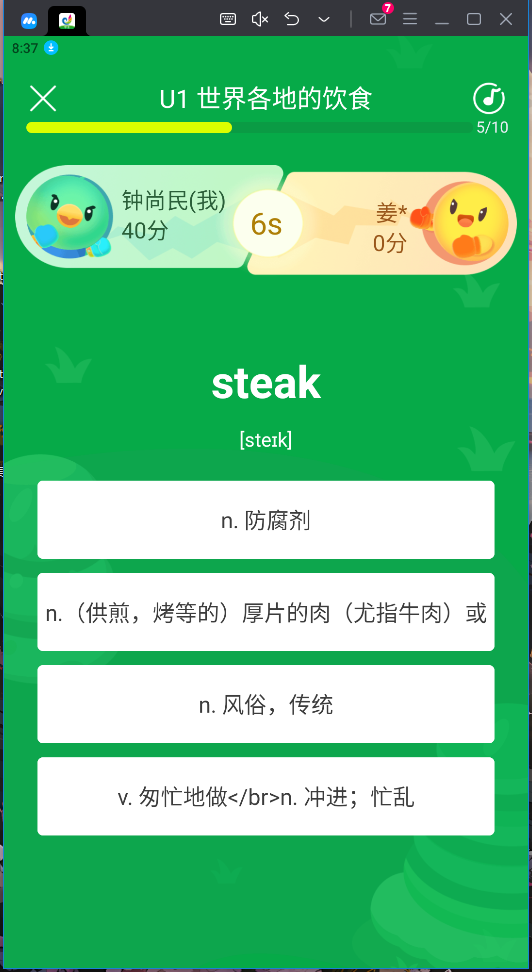 7
8:37
U1 世界各地的饮食
5/10
钟尚民(我)
40分
6s
姜*
0分
steak
[steɪk]
n. 防腐剂
n.（供煎，烤等的）厚片的肉（尤指牛肉）或
n. 风俗，传统
v. 匆忙地做</br>n. 冲进；忙乱